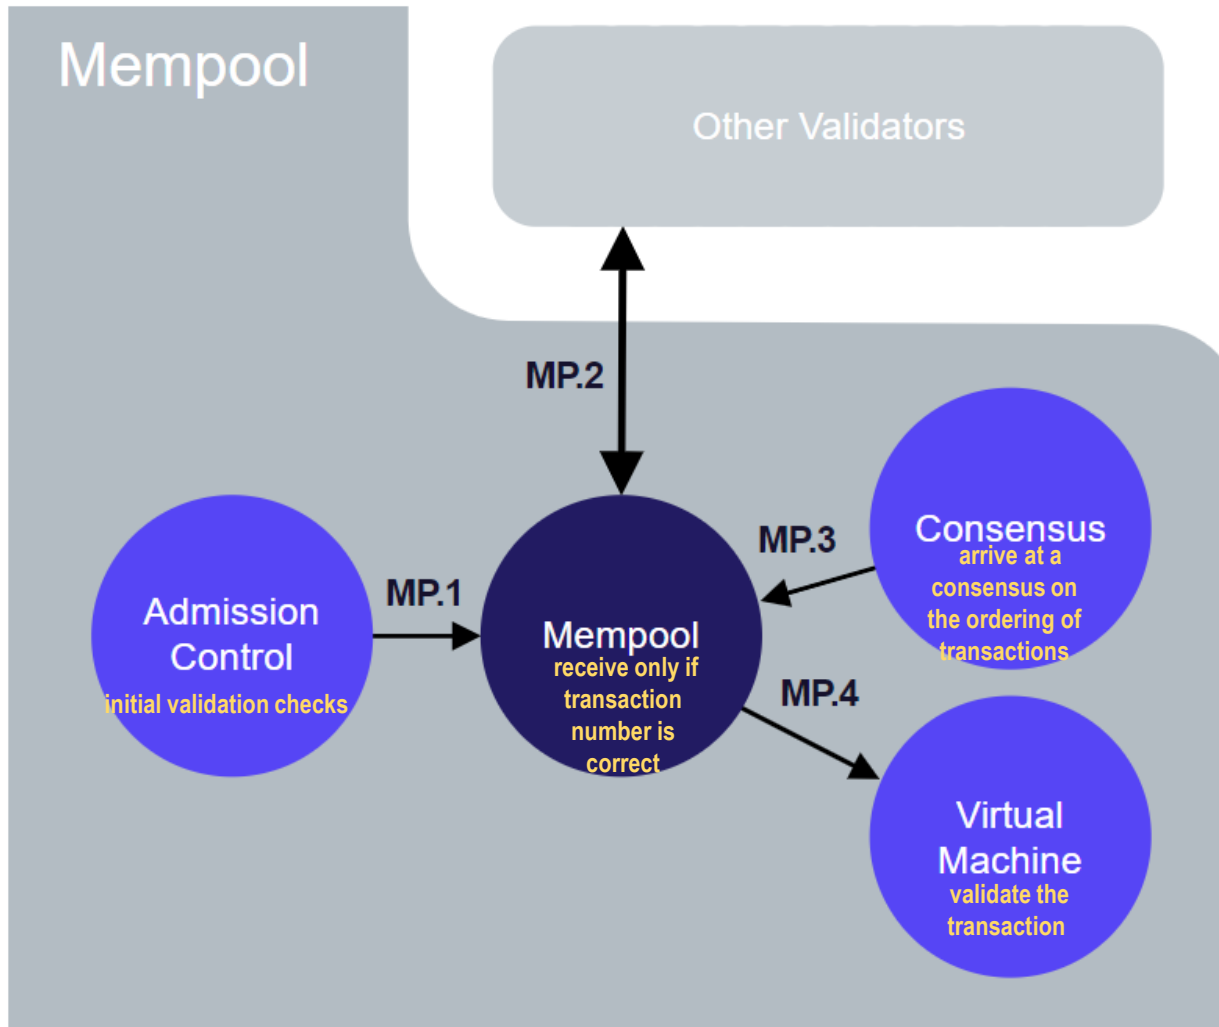 Mempool
Other Validators
MP.2
Consensus
arrive at a
consensus on
the ordering of
transactions
MP.3
MP.1
Admission
Control
initial validation checks
Mempool
receive only if
transaction
number is
correct
MP.4
Virtual
Machine
validate the
transaction